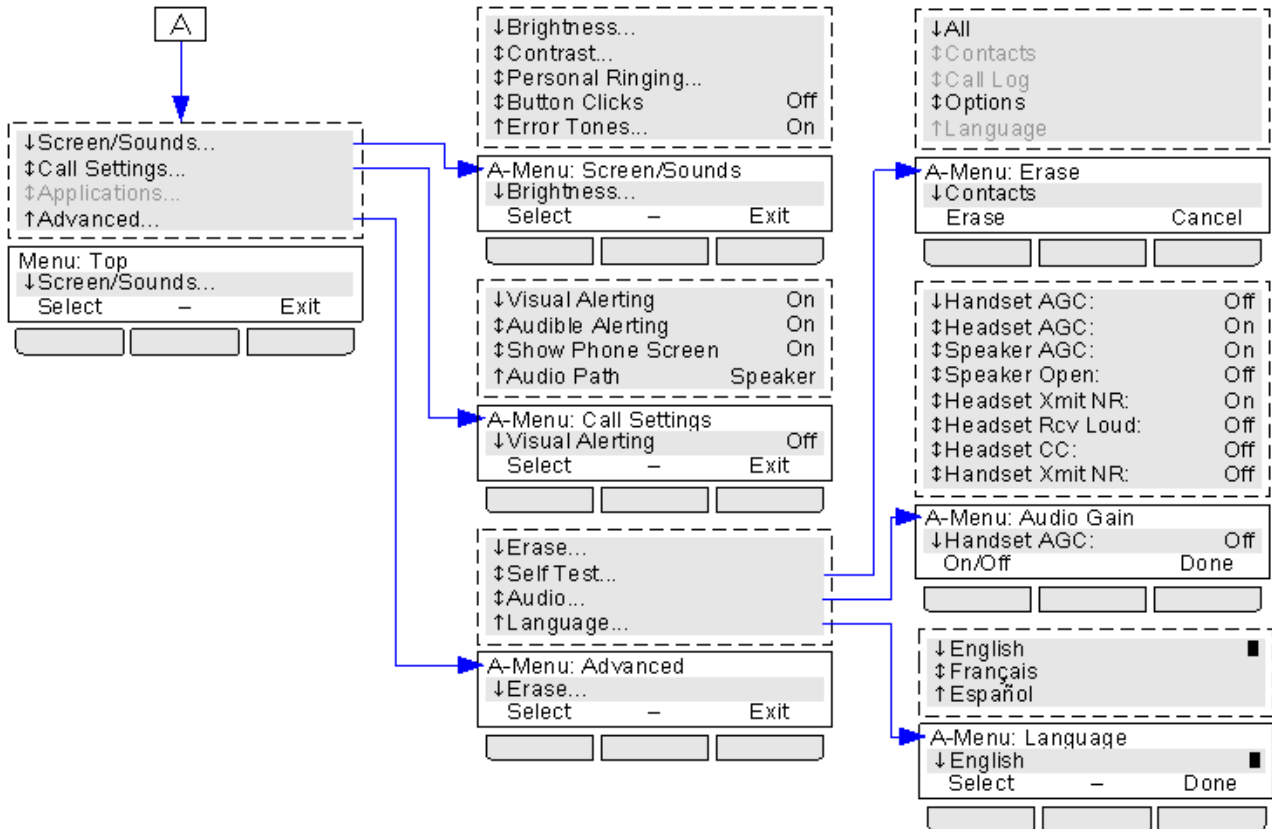 A
↓Screen/Sounds...
↕Call Settings...
↕Applications...
↑Advanced...
Menu: Top
↓Screen/Sounds...
Select – Exit
↓Brightness...
↕Contrast...
↕Personal Ringing...
↕Button Clicks Off
↑Error Tones... On
A-Menu: Screen/Sounds
↓Brightness...
Select – Exit
↓Visual Alerting On
↕Audible Alerting On
↕Show Phone Screen On
↑Audio Path Speaker
A-Menu: Call Settings
↓Visual Alerting Off
Select – Exit
↓Erase...
↕Self Test...
↕Audio...
↑Language...
A-Menu: Advanced
↓Erase...
Select – Exit
↓All
↕Contacts
↕Call Log
↕Options
↑Language
A-Menu: Erase
↓Contacts
Erase Cancel
↓Handset AGC: Off
↕Headset AGC: On
↕Speaker AGC: On
↕Speaker Open: Off
↕Headset Xmit NR: On
↕Headset Rcv Loud: Off
↕Headset CC: Off
↕Handset Xmit NR: Off
A-Menu: Audio Gain
↓Handset AGC: Off
On/Off Done
↓English
↕Français
↑Español
A-Menu: Language
↓English
Select – Done